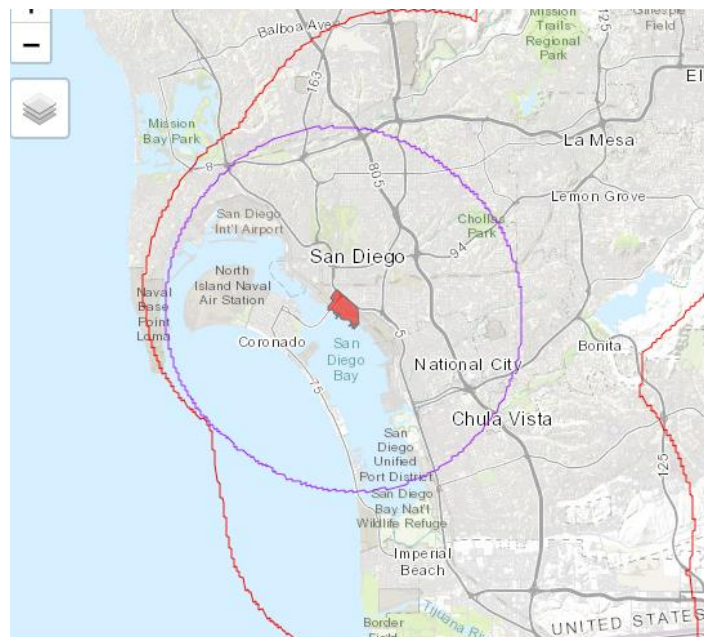 −
Balboa Ave
163
Mission
Trails
Regional
Park
125
Field
El
Mission
Bay Park
8
805
La Mesa
Lemon Grove
San Diego
Int'l Airport
Chollas
Park
94
San Diego
North
Island Naval
Air Station
Naval
Base
Point
Loma
Coronado
5
San
Diego
Bay
75
National City
Bonita
Chula Vista
San
Diego
Unified
Port District
San Diego
Bay Nat'l
Wildlife Refuge
125
Imperial
Beach
Border
Tijuana
UNITED STATES